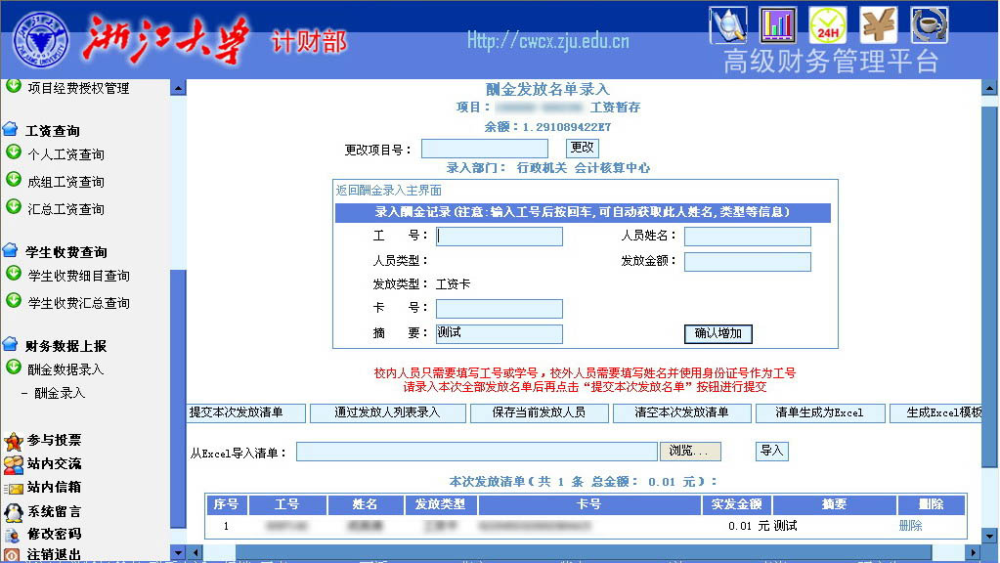 浙江大学 计财部
Http://cwcx.zju.edu.cn
24H
高级财务管理平台
项目经费授权管理
工资查询
个人工资查询
成组工资查询
汇总工资查询
学生收费查询
学生收费细目查询
学生收费汇总查询
财务数据上报
酬金数据录入
- 酬金录入
参与投票
站内交流
站内信箱
系统留言
修改密码
注销退出
酬金发放名单录入
项目： 工资暂存
余额：1.291089422E7
更改项目号： 更改
录入部门： 行政机关 会计核算中心
返回酬金录入主界面
录入酬金记录(注意:输入工号后按回车,可自动获取此人姓名,类型等信息)
工 号： 人员姓名：
人员类型： 发放金额：
发放类型： 工资卡
卡 号：
摘 要： 测试 确认增加
校内人员只需要填写工号或学号，校外人员需要填写姓名并使用身份证号作为工号
请录入本次全部发放名单后再点击“提交本次发放名单”按钮进行提交
提交本次发放清单 通过发放人列表录入 保存当前发放人员 清空本次发放清单 清单生成为Excel 生成Excel模板
从Excel导入清单： 浏览... 导入
本次发放清单(共 1 条 总金额： 0.01 元)：
序号 工号 姓名 发放类型 卡号 实发金额 摘要 删除
1 0.01 元 测试 删除